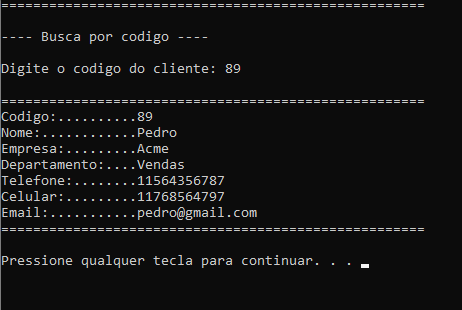 =====================================================
---- Busca por codigo ----
Digite o codigo do cliente: 89
=====================================================
Codigo:..........89
Nome:............Pedro
Empresa:.........Acme
Departamento:....Vendas
Telefone:........11564356787
Celular:.........11768564797
Email:...........pedro@gmail.com
=====================================================
Pressione qualquer tecla para continuar. . .